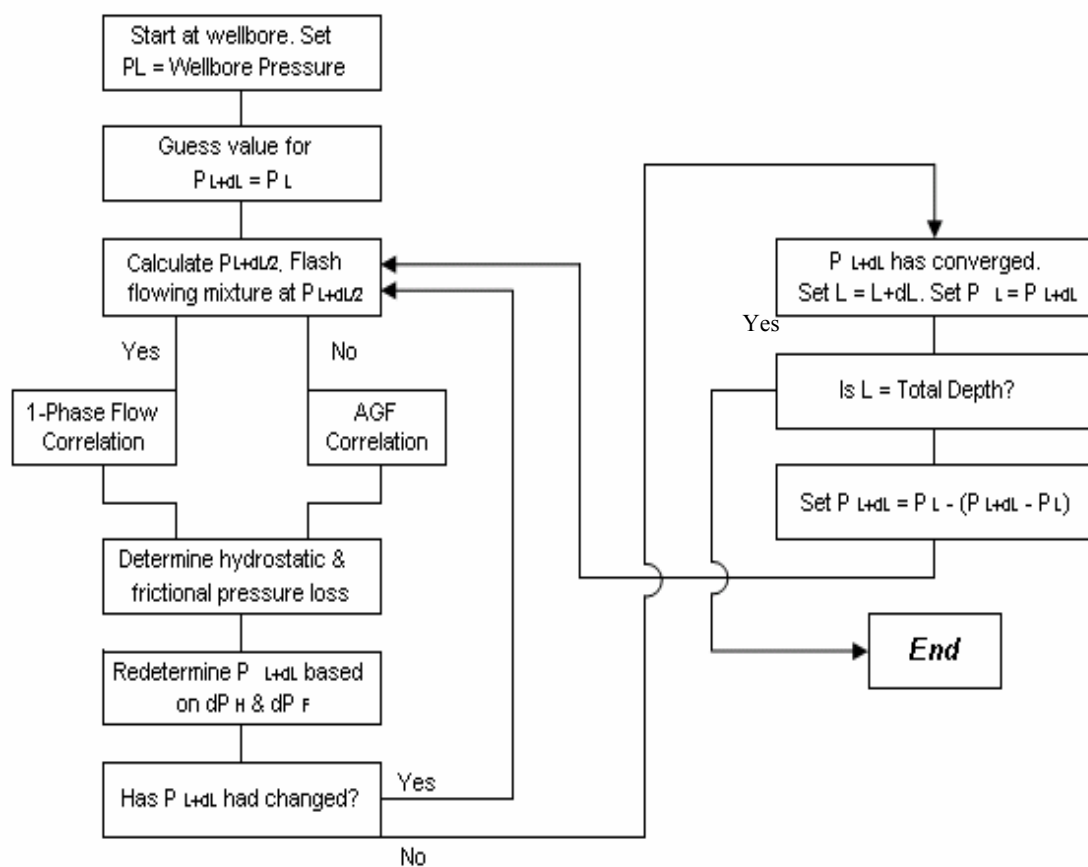 Start at wellbore. Set
PL = Wellbore Pressure
Guess value for
P L+dL = P L
Calculate PL+dL/2. Flash
flowing mixture at P L+dL/2
Yes
No
1-Phase Flow
Correlation
AGF
Correlation
Determine hydrostatic &
frictional pressure loss
Redetermine P L+dL based
on dP H & dP F
Has P L+dL had changed?
Yes
No
P L+dL has converged.
Set L = L+dL. Set P L = P L+dL
Yes
Is L = Total Depth?
Set P L+dL = P L - (P L+dL - P L)
End